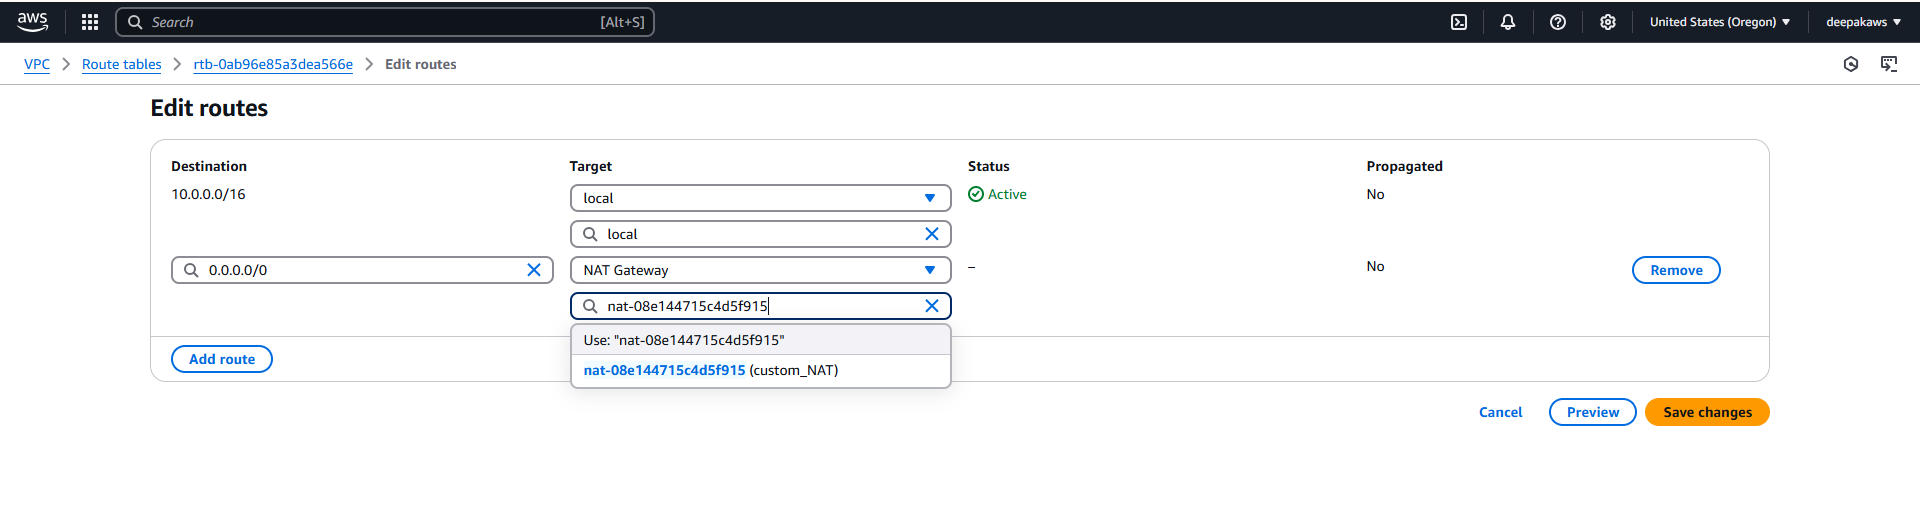 aws Search [Alt+S] United States (Oregon) deepakaws
VPC > Route tables > rtb-0ab96e85a3dea566e > Edit routes
Edit routes
Destination Target Status Propagated
10.0.0.0/16 local Active No
local
0.0.0.0/0 NAT Gateway – No Remove
nat-08e144715c4d5f915
Use: "nat-08e144715c4d5f915"
Add route
nat-08e144715c4d5f915 (custom_NAT)
Cancel Preview Save changes